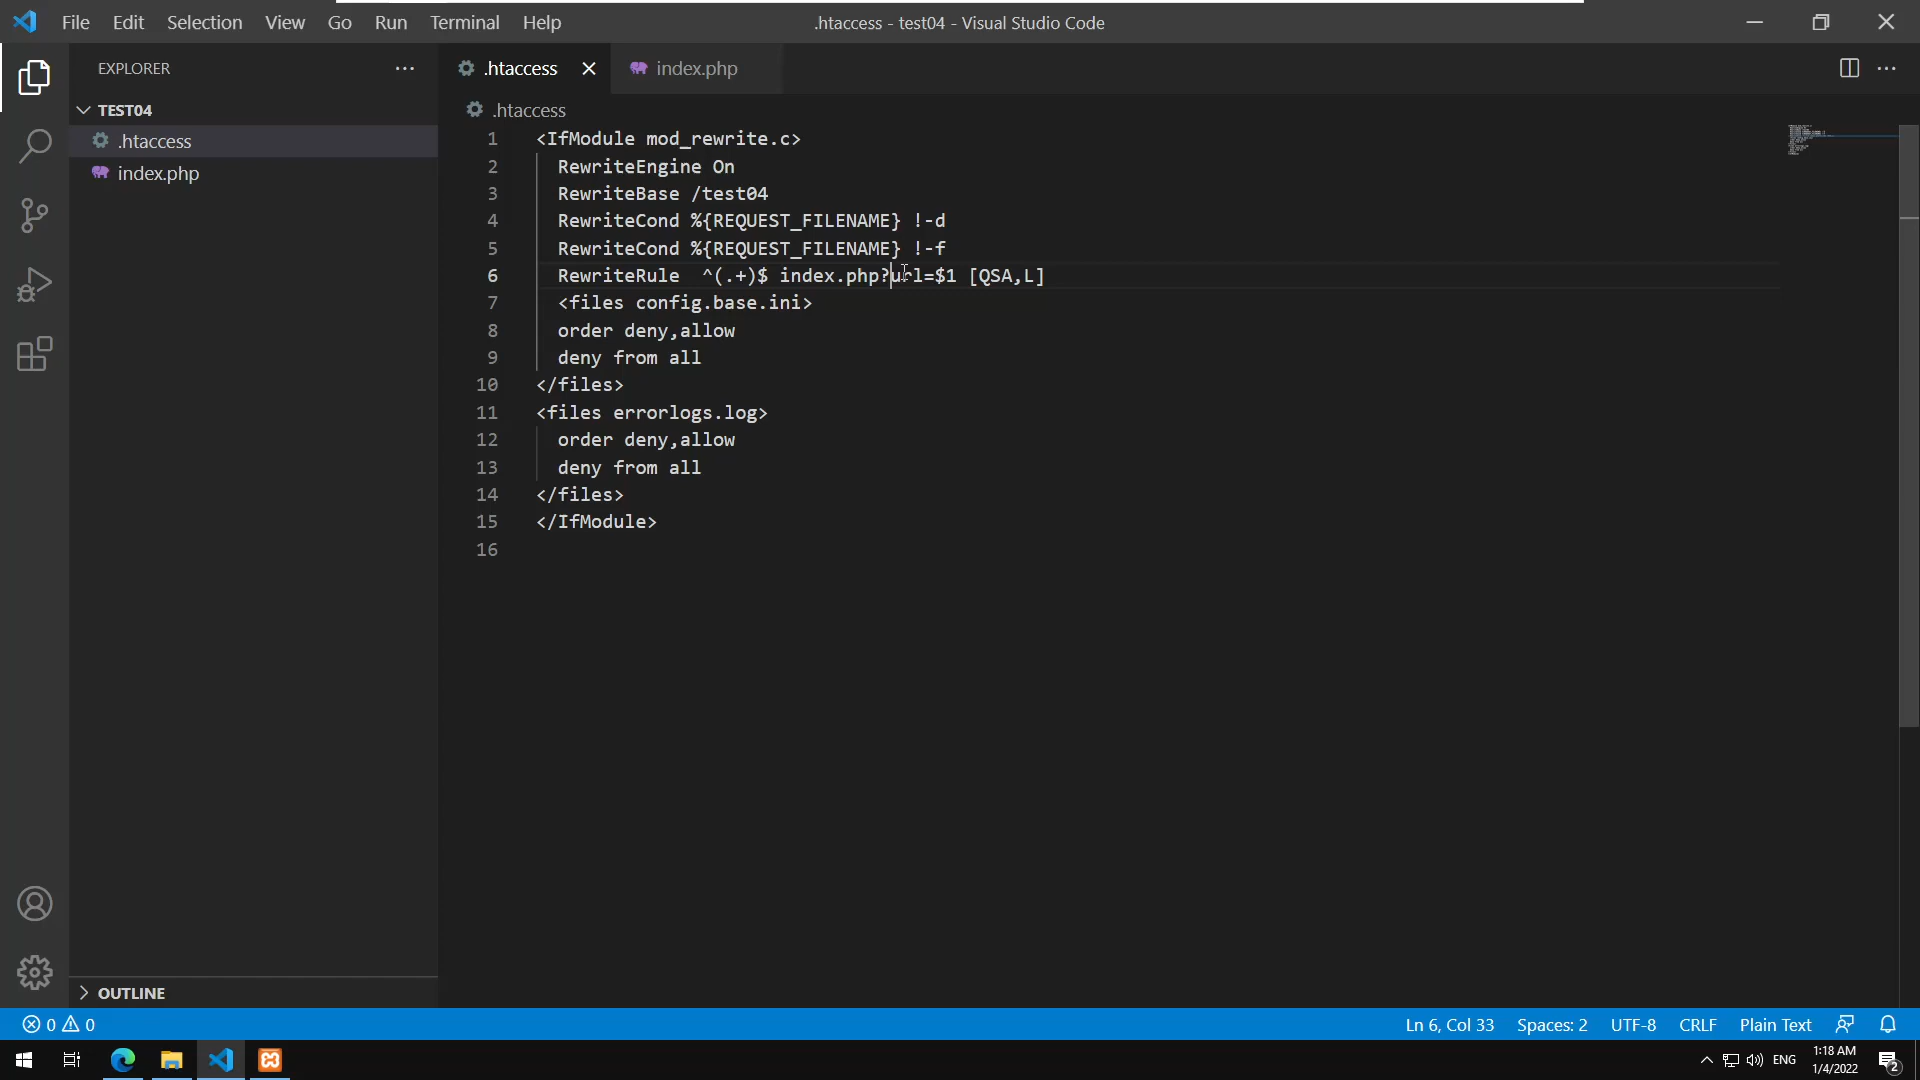 File Edit Selection View Go Run Terminal Help
.htaccess - test04 - Visual Studio Code
EXPLORER
TEST04
.htaccess
index.php
.htaccess
index.php
.htaccess
1 <IfModule mod_rewrite.c>
2 RewriteEngine On
3 RewriteBase /test04
4 RewriteCond %{REQUEST_FILENAME} !-d
5 RewriteCond %{REQUEST_FILENAME} !-f
6 RewriteRule  ^(.+)$ index.php?url=$1 [QSA,L]
7 <files config.base.ini>
8 order deny,allow
9 deny from all
10 </files>
11 <files errorlogs.log>
12 order deny,allow
13 deny from all
14 </files>
15 </IfModule>
16
OUTLINE
0 0
Ln 6, Col 33 Spaces: 2 UTF-8 CRLF Plain Text
ENG
1:18 AM
1/4/2022
2